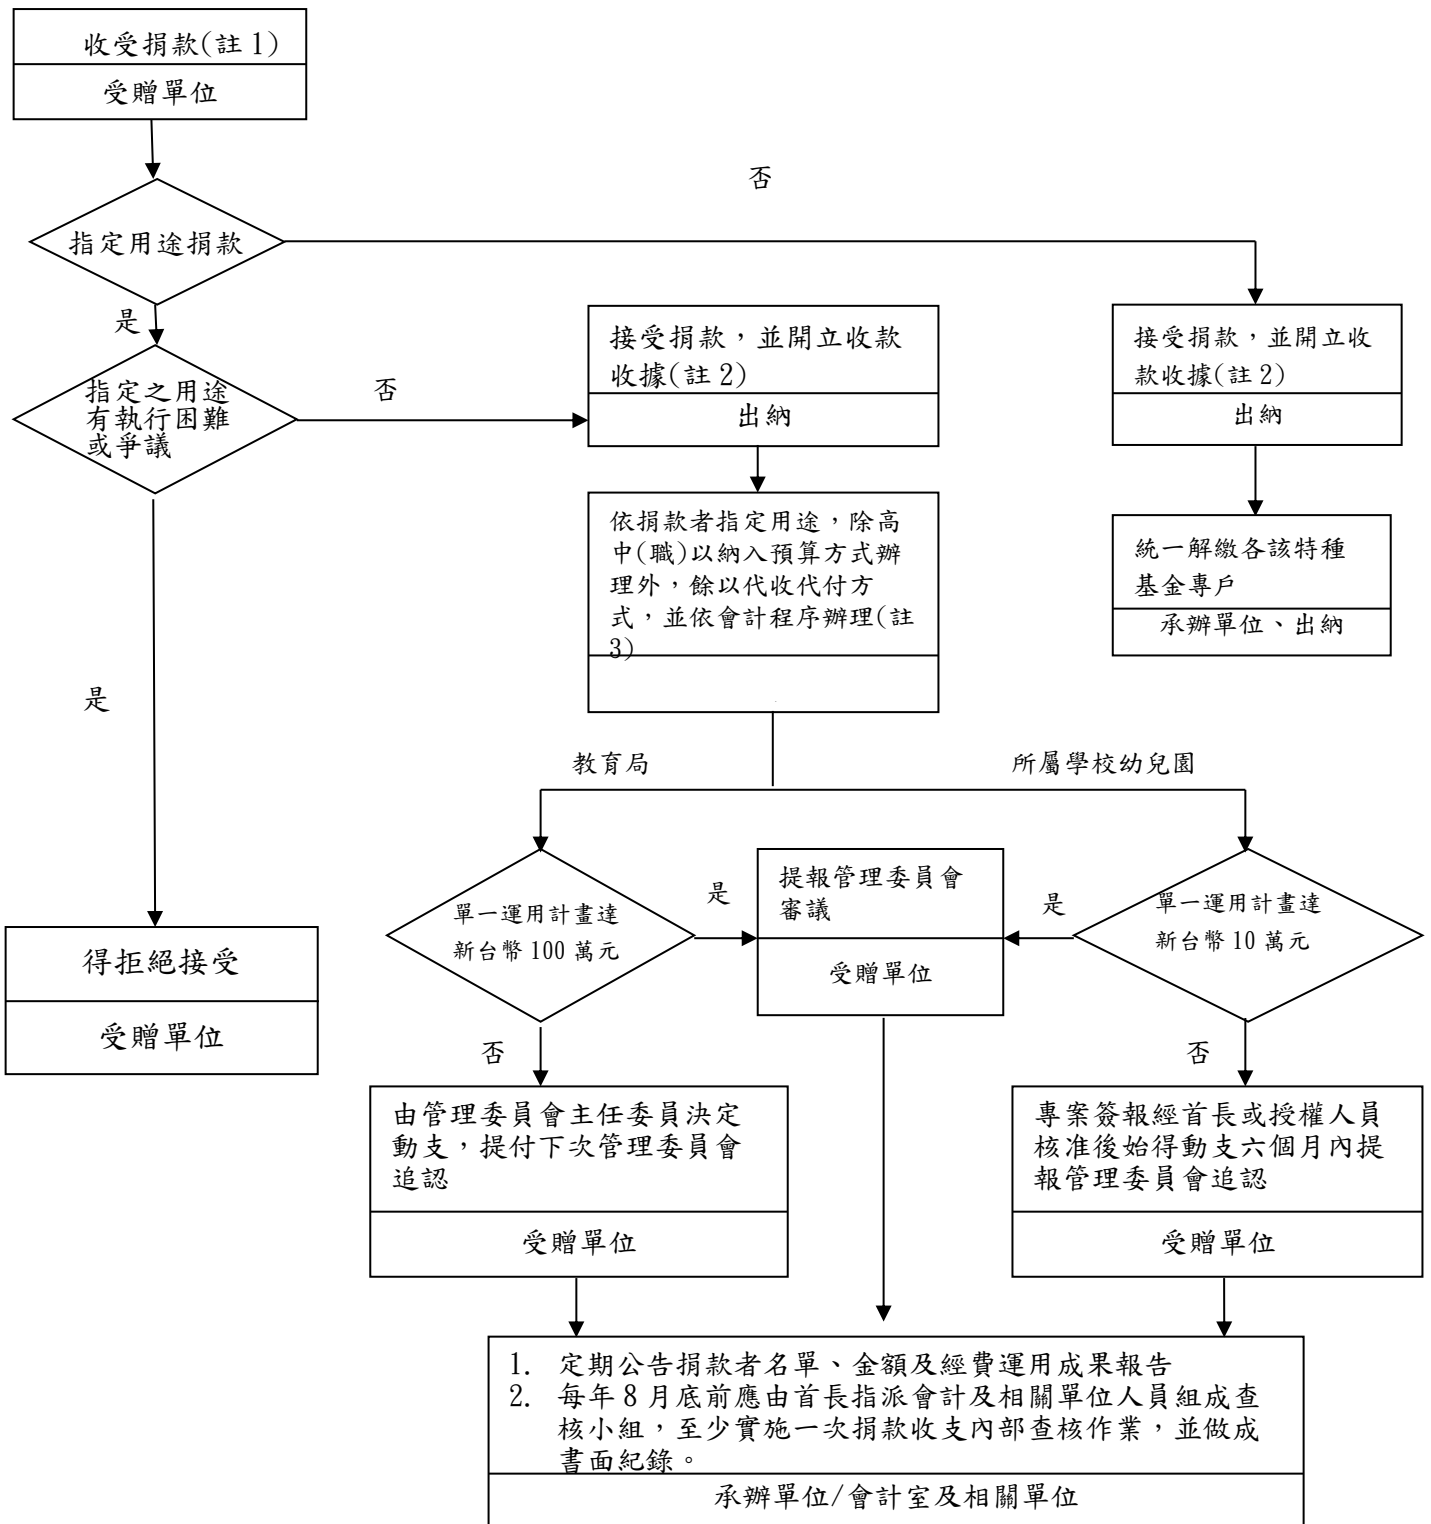 收受捐款(註 1)
受贈單位
否
指定用途捐款
是
指定之用途
有執行困難
或爭議
否
接受捐款，並開立收款
收據(註 2)
出納
接受捐款，並開立收
款收據(註 2)
出納
依捐款者指定用途，除高
中(職)以納入預算方式辦
理外，餘以代收代付方
式，並依會計程序辦理(註
3)
統一解繳各該特種
基金專戶
承辦單位、出納
是
教育局
所屬學校幼兒園
單一運用計畫達
新台幣 100 萬元
是
提報管理委員會
審議
受贈單位
是
單一運用計畫達
新台幣 10 萬元
得拒絕接受
受贈單位
否
否
由管理委員會主任委員決定
動支，提付下次管理委員會
追認
受贈單位
專案簽報經首長或授權人員
核准後始得動支六個月內提
報管理委員會追認
受贈單位
1. 定期公告捐款者名單、金額及經費運用成果報告
2. 每年 8 月底前應由首長指派會計及相關單位人員組成查
核小組，至少實施一次捐款收支內部查核作業，並做成
書面紀錄。
承辦單位/會計室及相關單位